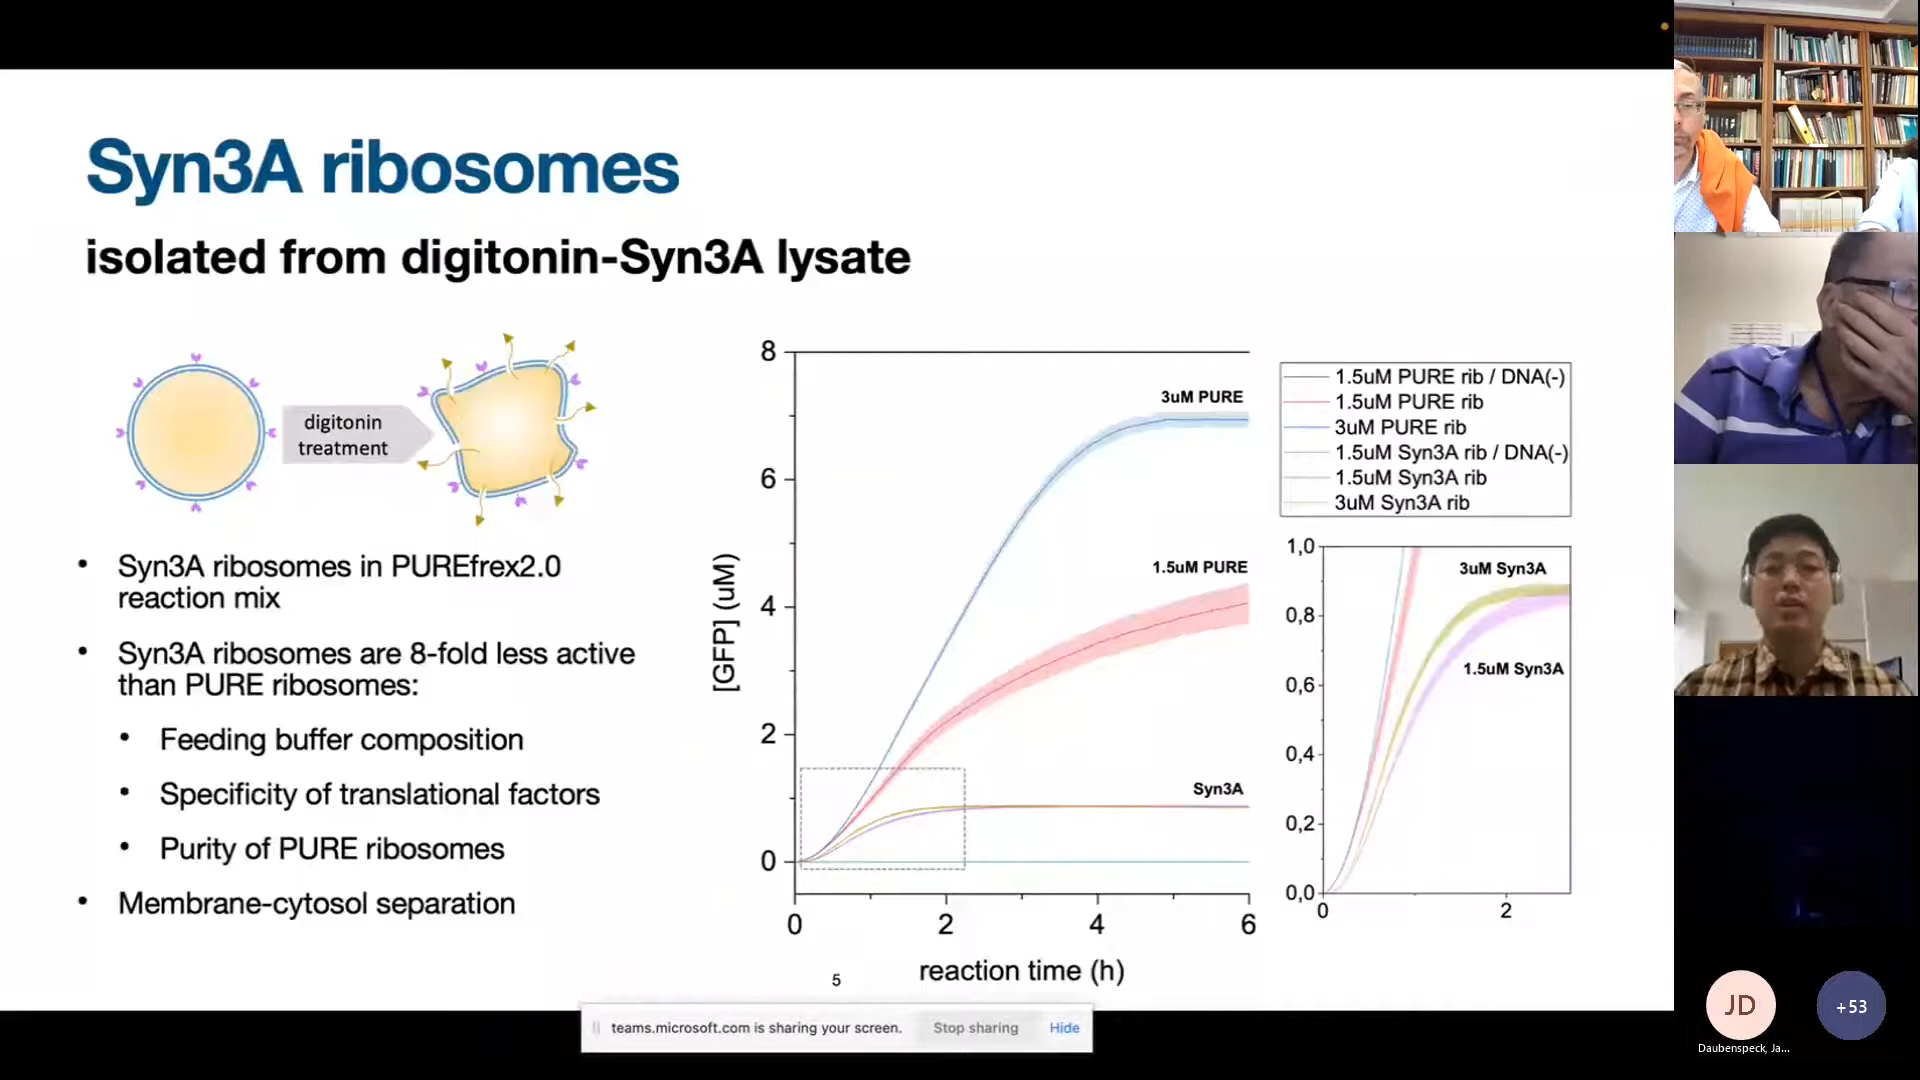 Syn3A ribosomes
isolated from digitonin-Syn3A lysate
digitonin
treatment
• Syn3A ribosomes in PUREfrex2.0
reaction mix
• Syn3A ribosomes are 8-fold less active
than PURE ribosomes:
• Feeding buffer composition
• Specificity of translational factors
• Purity of PURE ribosomes
• Membrane-cytosol separation
[GFP] (uM)
8
6
4
2
0
3uM PURE
1.5uM PURE
Syn3A
0 2 4 6
reaction time (h)
1.5uM PURE rib / DNA(-)
1.5uM PURE rib
3uM PURE rib
1.5uM Syn3A rib / DNA(-)
1.5uM Syn3A rib
3uM Syn3A rib
1,0
0,8
0,6
0,4
0,2
0,0
3uM Syn3A
1.5uM Syn3A
0 2
5
teams.microsoft.com is sharing your screen. Stop sharing Hide
JD
+53
Daubenspeck, Ja...